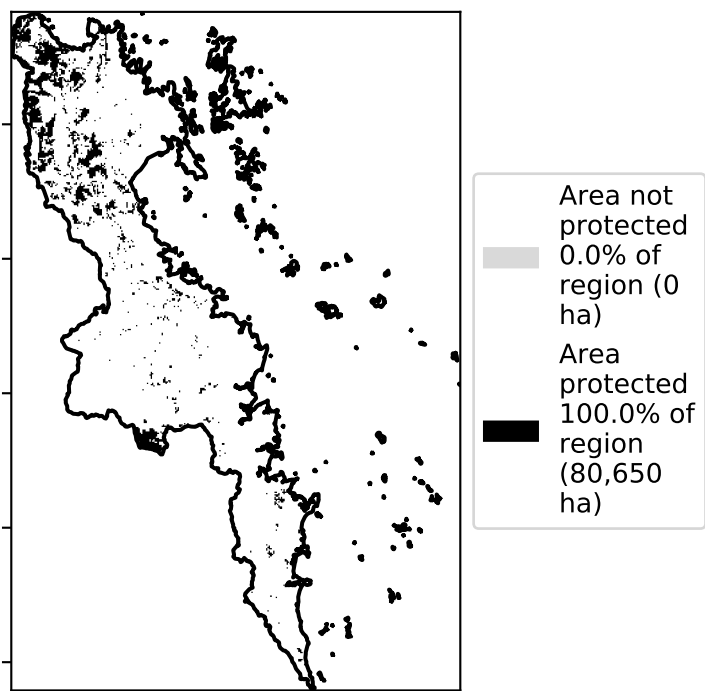 Area not
protected
0.0% of
region (0
ha)
Area
protected
100.0% of
region
(80,650
ha)